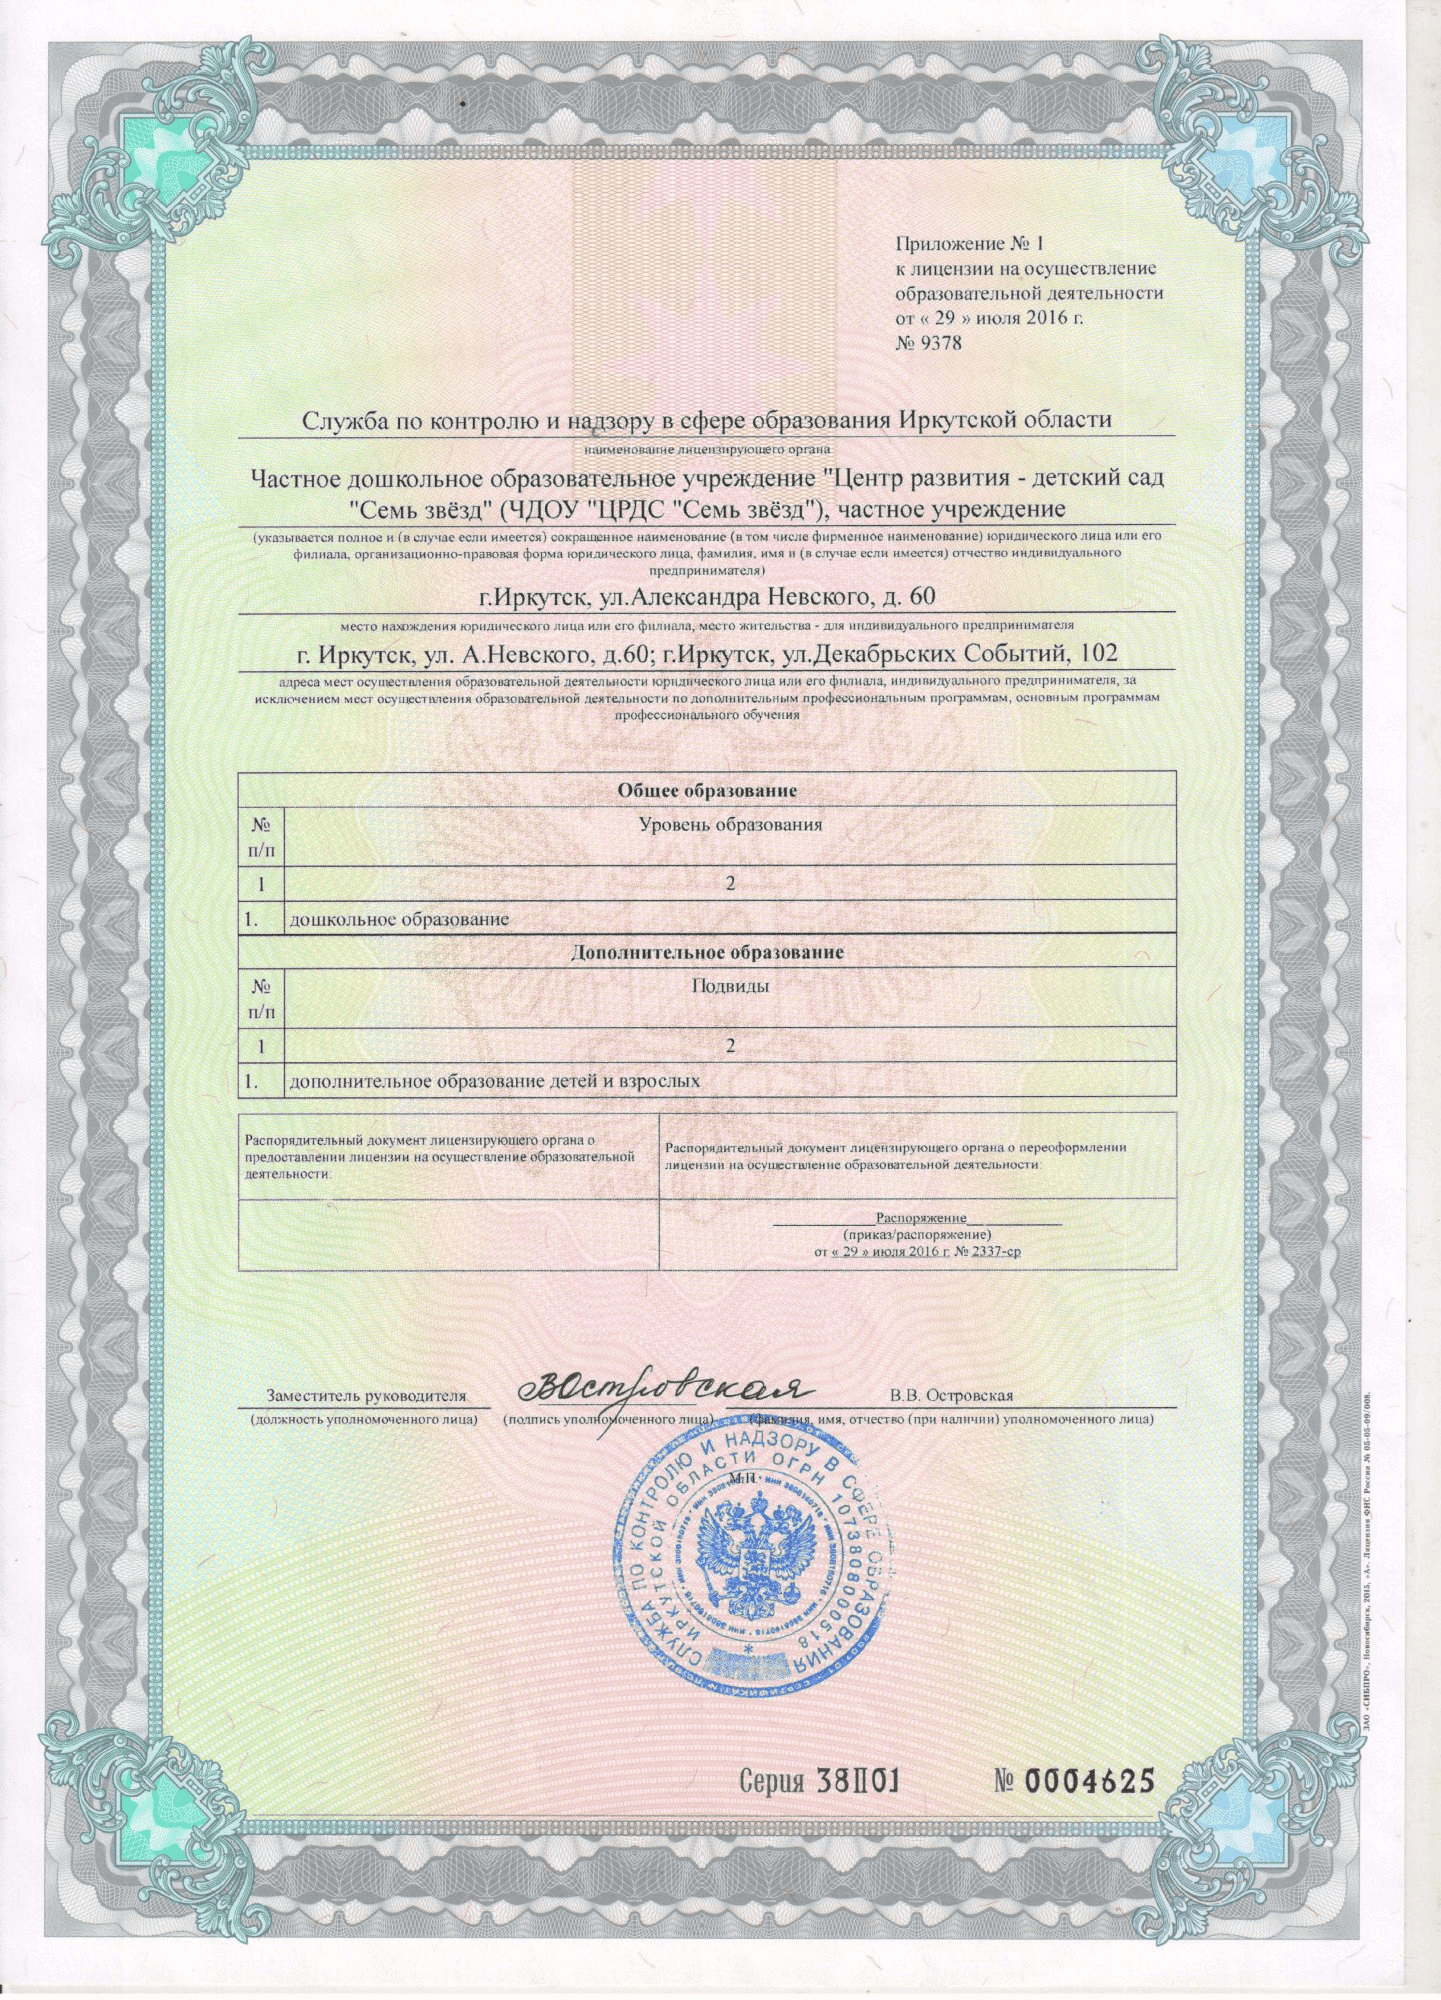 Приложение № 1
к лицензии на осуществление
образовательной деятельности
от « 29 » июля 2016 г.
№ 9378
Служба по контролю и надзору в сфере образования Иркутской области
наименование лицензирующего органа
Частное дошкольное образовательное учреждение "Центр развития - детский сад
"Семь звёзд" (ЧДОУ "ЦРДС "Семь звёзд"), частное учреждение
(указывается полное и (в случае если имеется) сокращенное наименование (в том числе фирменное наименование) юридического лица или его
филиала, организационно-правовая форма юридического лица, фамилия, имя и (в случае если имеется) отчество индивидуального
предпринимателя)
г.Иркутск, ул.Александра Невского, д. 60
место нахождения юридического лица или его филиала, место жительства - для индивидуального предпринимателя
г. Иркутск, ул. А.Невского, д.60; г.Иркутск, ул.Декабрьских Событий, 102
адреса мест осуществления образовательной деятельности юридического лица или его филиала, индивидуального предпринимателя, за
исключением мест осуществления образовательной деятельности по дополнительным профессиональным программам, основным программам
профессионального обучения
Общее образование
№ Уровень образования
п/п
1 2
1. дошкольное образование
Дополнительное образование
№ Подвиды
п/п
1 2
1. дополнительное образование детей и взрослых
Распорядительный документ лицензирующего органа о
предоставлении лицензии на осуществление образовательной
деятельности:
Распорядительный документ лицензирующего органа о переоформлении
лицензии на осуществление образовательной деятельности:
Распоряжение
(приказ/распоряжение)
от « 29 » июля 2016 г. № 2337-ср
Заместитель руководителя ВОстровская В.В. Островская
(должность уполномоченного лица) (подпись уполномоченного лица) (фамилия, имя, отчество (при наличии) уполномоченного лица)
М.П.
СЛУЖБА ПО КОНТРОЛЮ И НАДЗОРУ В СФЕРЕ ОБРАЗОВАНИЯ
ИРКУТСКОЙ ОБЛАСТИ ОГРН 1073808000518
ИНН 3808160716
Серия 38П01 № 0004625
ЗАО «СИБПРО», Новосибирск, 2015, «А». Лицензия ФНС России № 05-05-09/008.